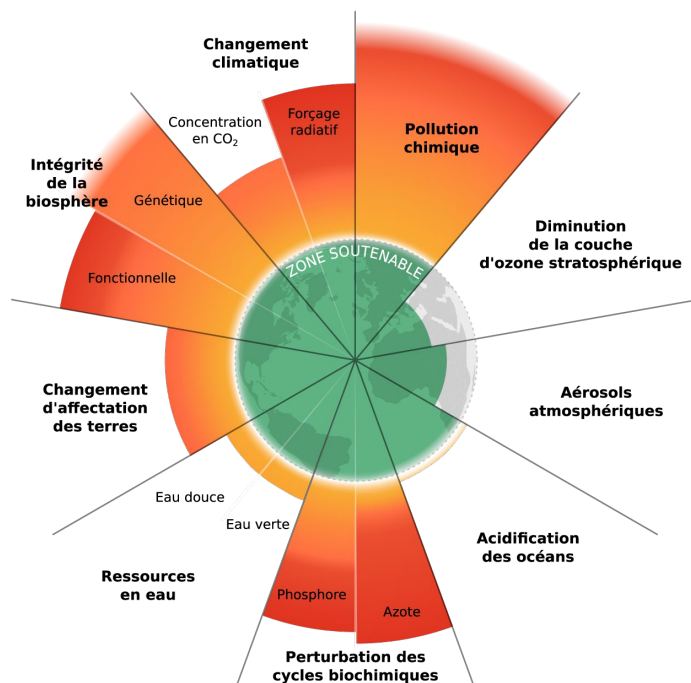 Changement
climatique
Concentration
en CO₂
Forçage
radiatif
Pollution
chimique
Intégrité
de la
biosphère
Génétique
Fonctionnelle
ZONE SOUTENABLE
Diminution
de la couche
d'ozone stratosphérique
Changement
d'affectation
des terres
Aérosols
atmosphériques
Eau douce
Eau verte
Ressources
en eau
Acidification
des océans
Phosphore
Azote
Perturbation des
cycles biochimiques